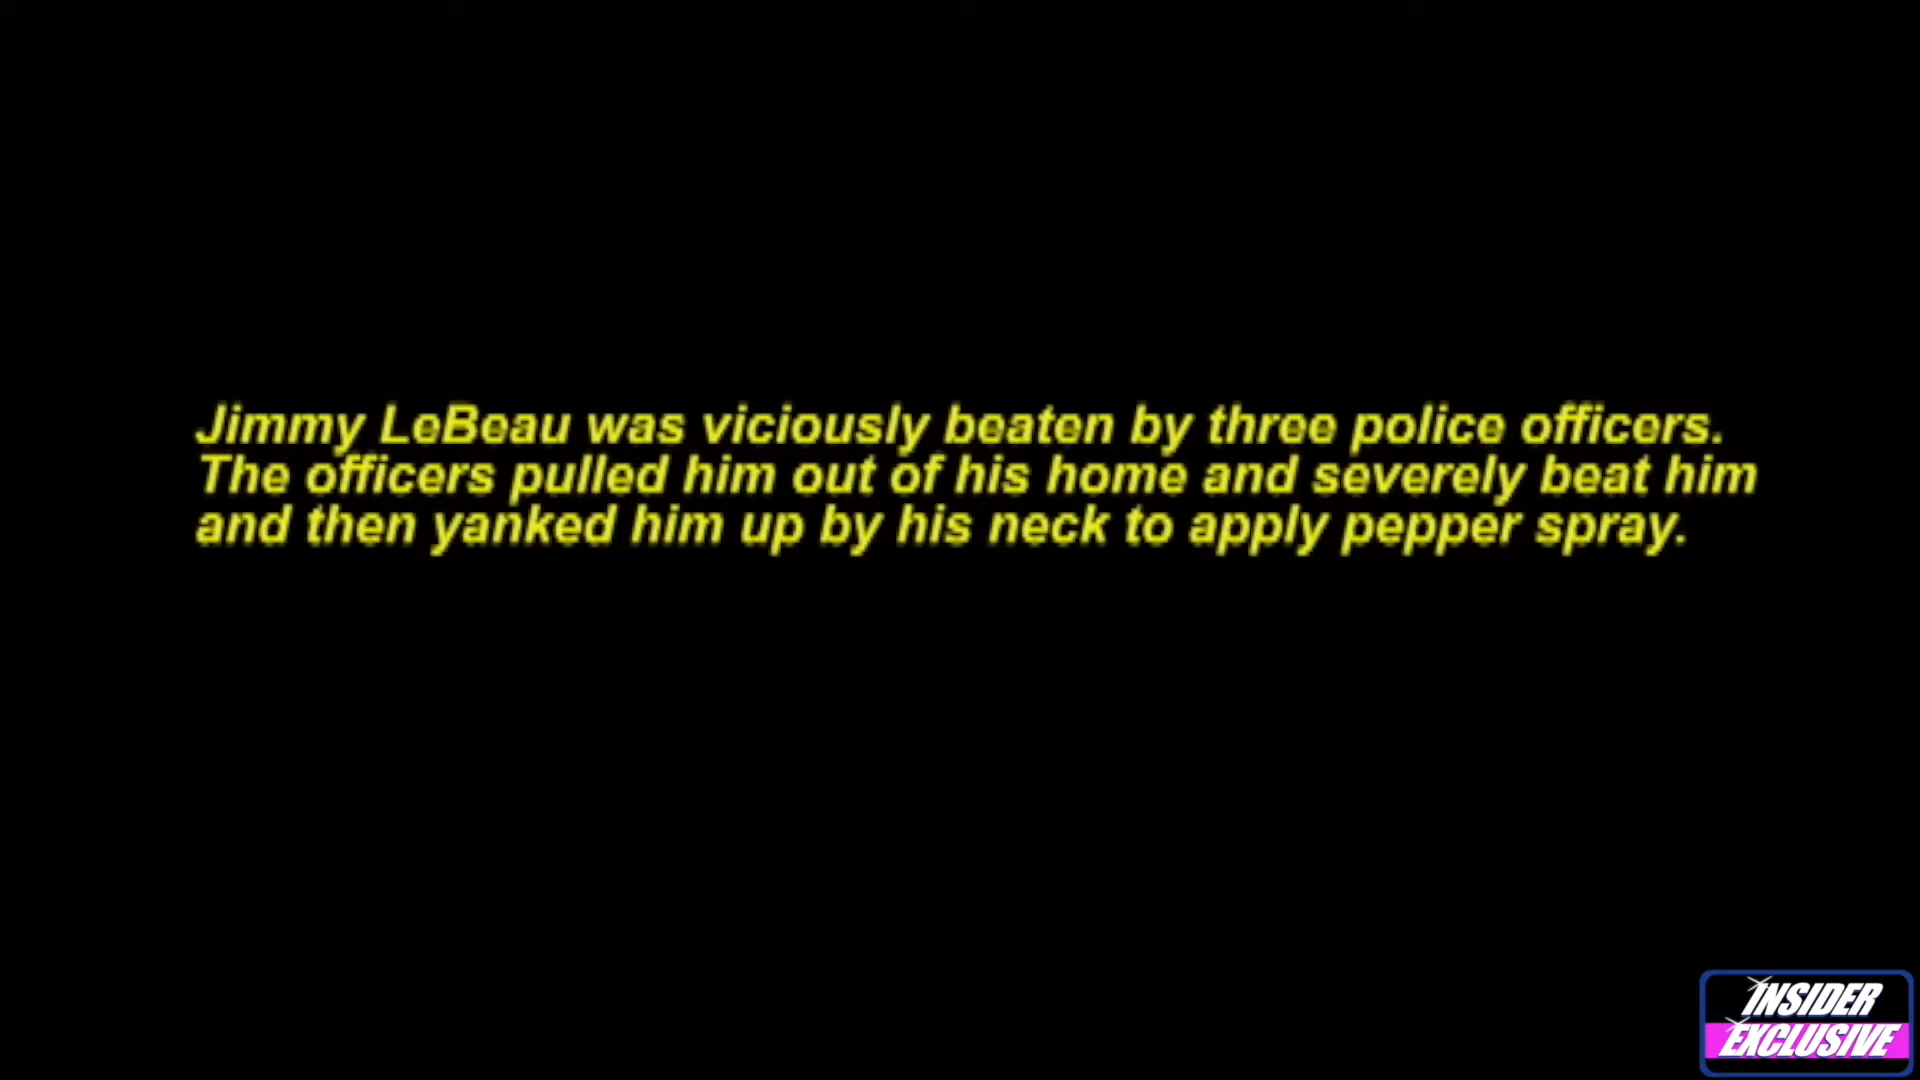 Jimmy LeBeau was viciously beaten by three police officers.
The officers pulled him out of his home and severely beat him
and then yanked him up by his neck to apply pepper spray.
INSIDER
EXCLUSIVE